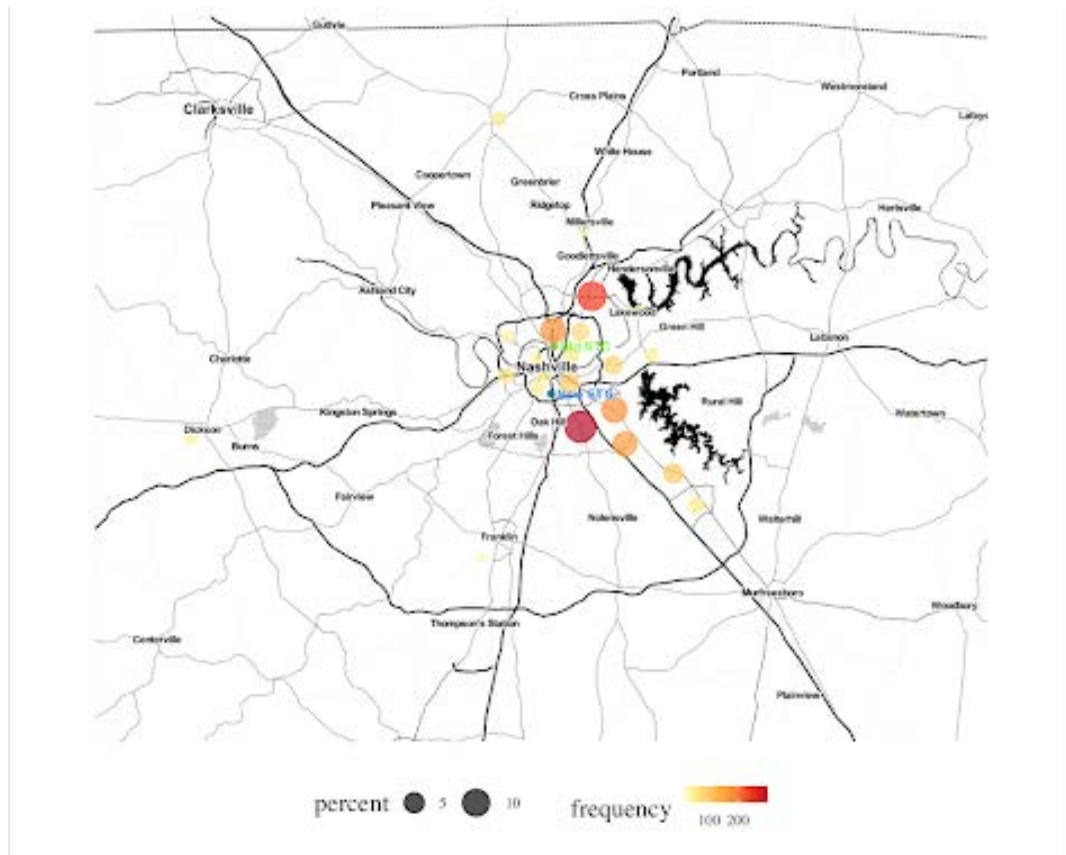 Guthrie
Portland
Westmoreland
Cross Plains
Clarksville
White House
Coopertown
Greenbrier
Pleasant View
Ridgetop
Hartsville
Millersville
Goodlettsville
Hendersonville
Ashland City
Lakewood
Green Hill
Lebanon
Charlotte
Nashville
Rural Hill
Kingston Springs
Watertown
Oak Hill
Dickson
Forest Hills
Burns
Fairview
Nolensville
Walterhill
Franklin
Murfreesboro
Woodbury
Thompson's Station
Centerville
Plainview
percent 5 10 frequency
100 200